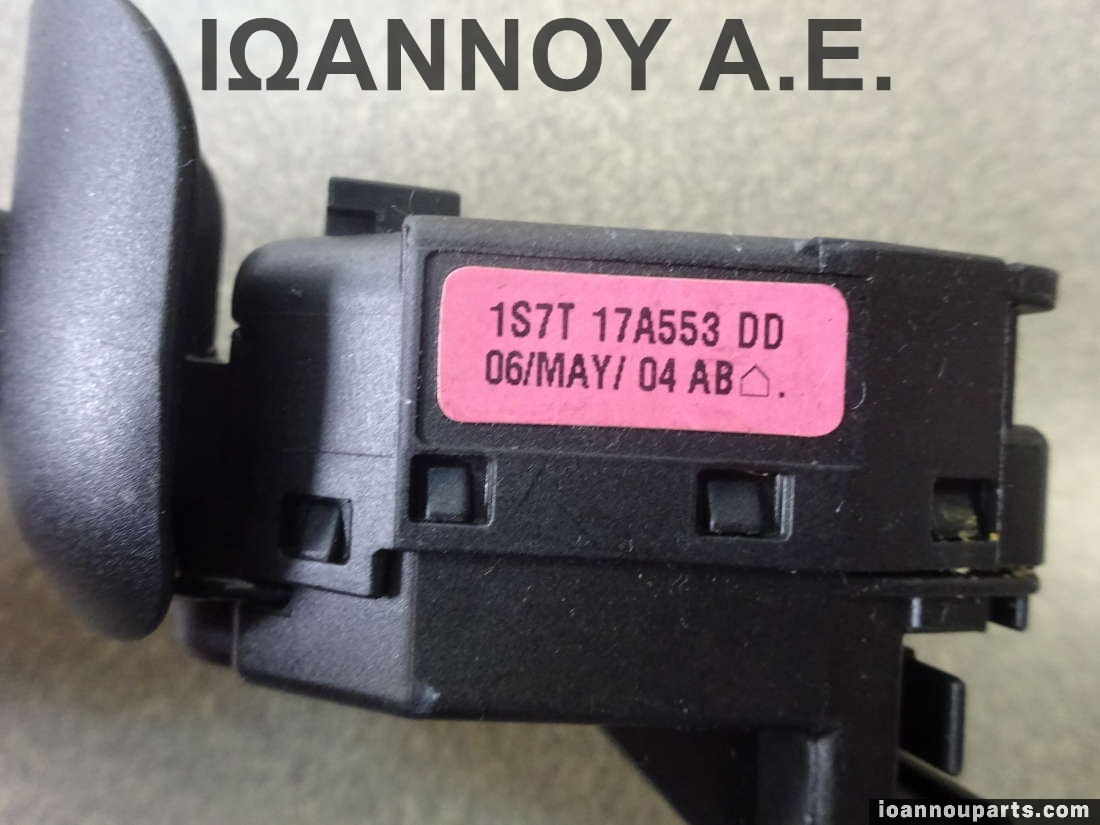 ΙΩΑΝΝΟΥ Α.Ε.
1S7T 17A553 DD
06/MAY/ 04 AB⌂.
ioannouparts.com